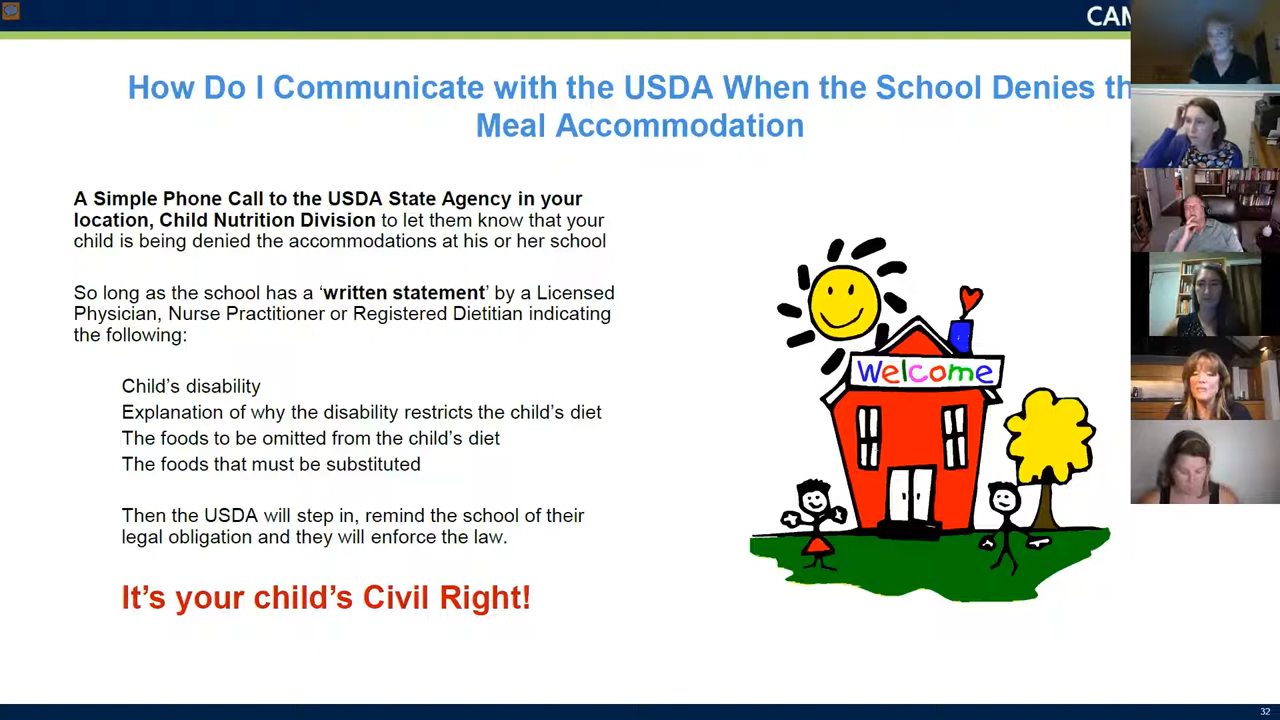 CAM
How Do I Communicate with the USDA When the School Denies th
Meal Accommodation
A Simple Phone Call to the USDA State Agency in your
location, Child Nutrition Division to let them know that your
child is being denied the accommodations at his or her school
So long as the school has a ‘written statement’ by a Licensed
Physician, Nurse Practitioner or Registered Dietitian indicating
the following:
Child’s disability
Explanation of why the disability restricts the child’s diet
The foods to be omitted from the child’s diet
The foods that must be substituted
Then the USDA will step in, remind the school of their
legal obligation and they will enforce the law.
It’s your child’s Civil Right!
Welcome
32